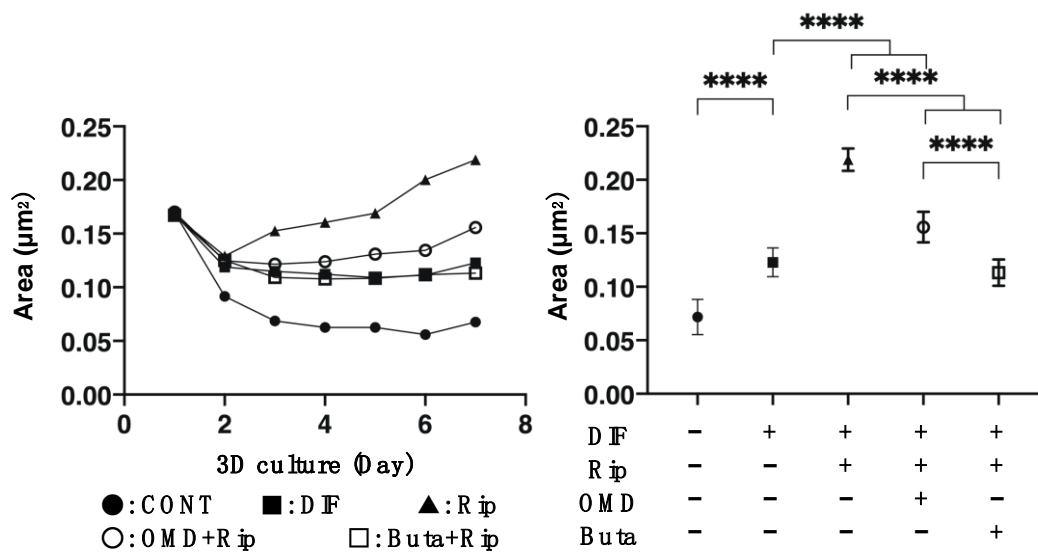 ****
****
****
****
0.25
0.20
0.15
0.10
0.05
0.00
Area (μm²)
0 2 4 6 8
3D culture (Day)
●:CONT ■:DIF ▲:Rip
○:OMD+Rip □:Buta+Rip
0.25
0.20
0.15
0.10
0.05
0.00
Area (μm²)
DIF − + + + +
Rip − − + + +
OMD − − − + −
Buta − − − − +